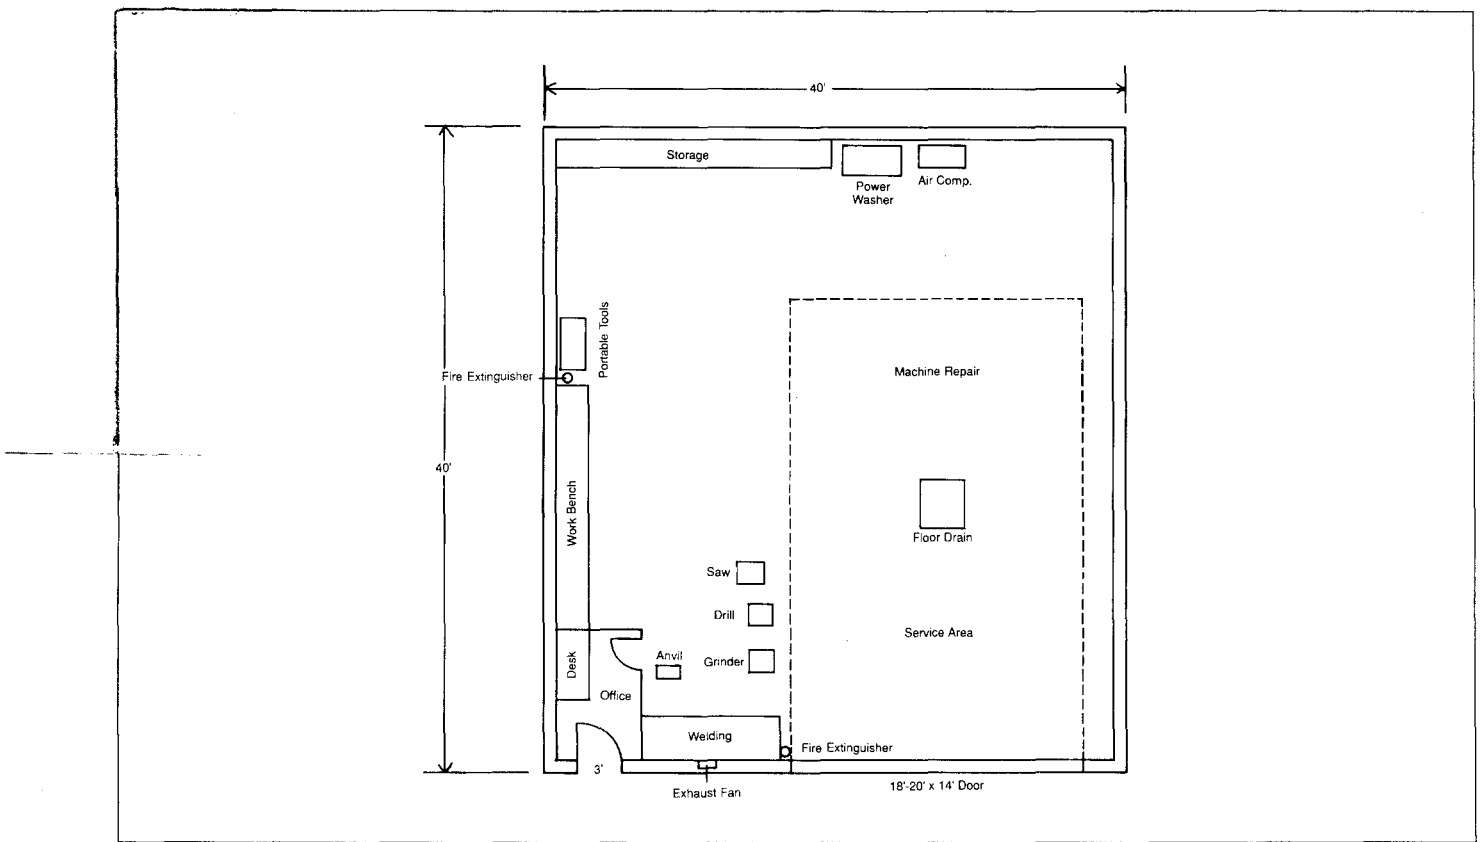 40'
Storage
Power
Washer
Air Comp.
Portable Tools
Fire Extinguisher
Machine Repair
40'
Work Bench
Floor Drain
Saw
Drill
Service Area
Anvil
Grinder
Desk
Office
Welding
Fire Extinguisher
3'
Exhaust Fan
18'-20' x 14' Door